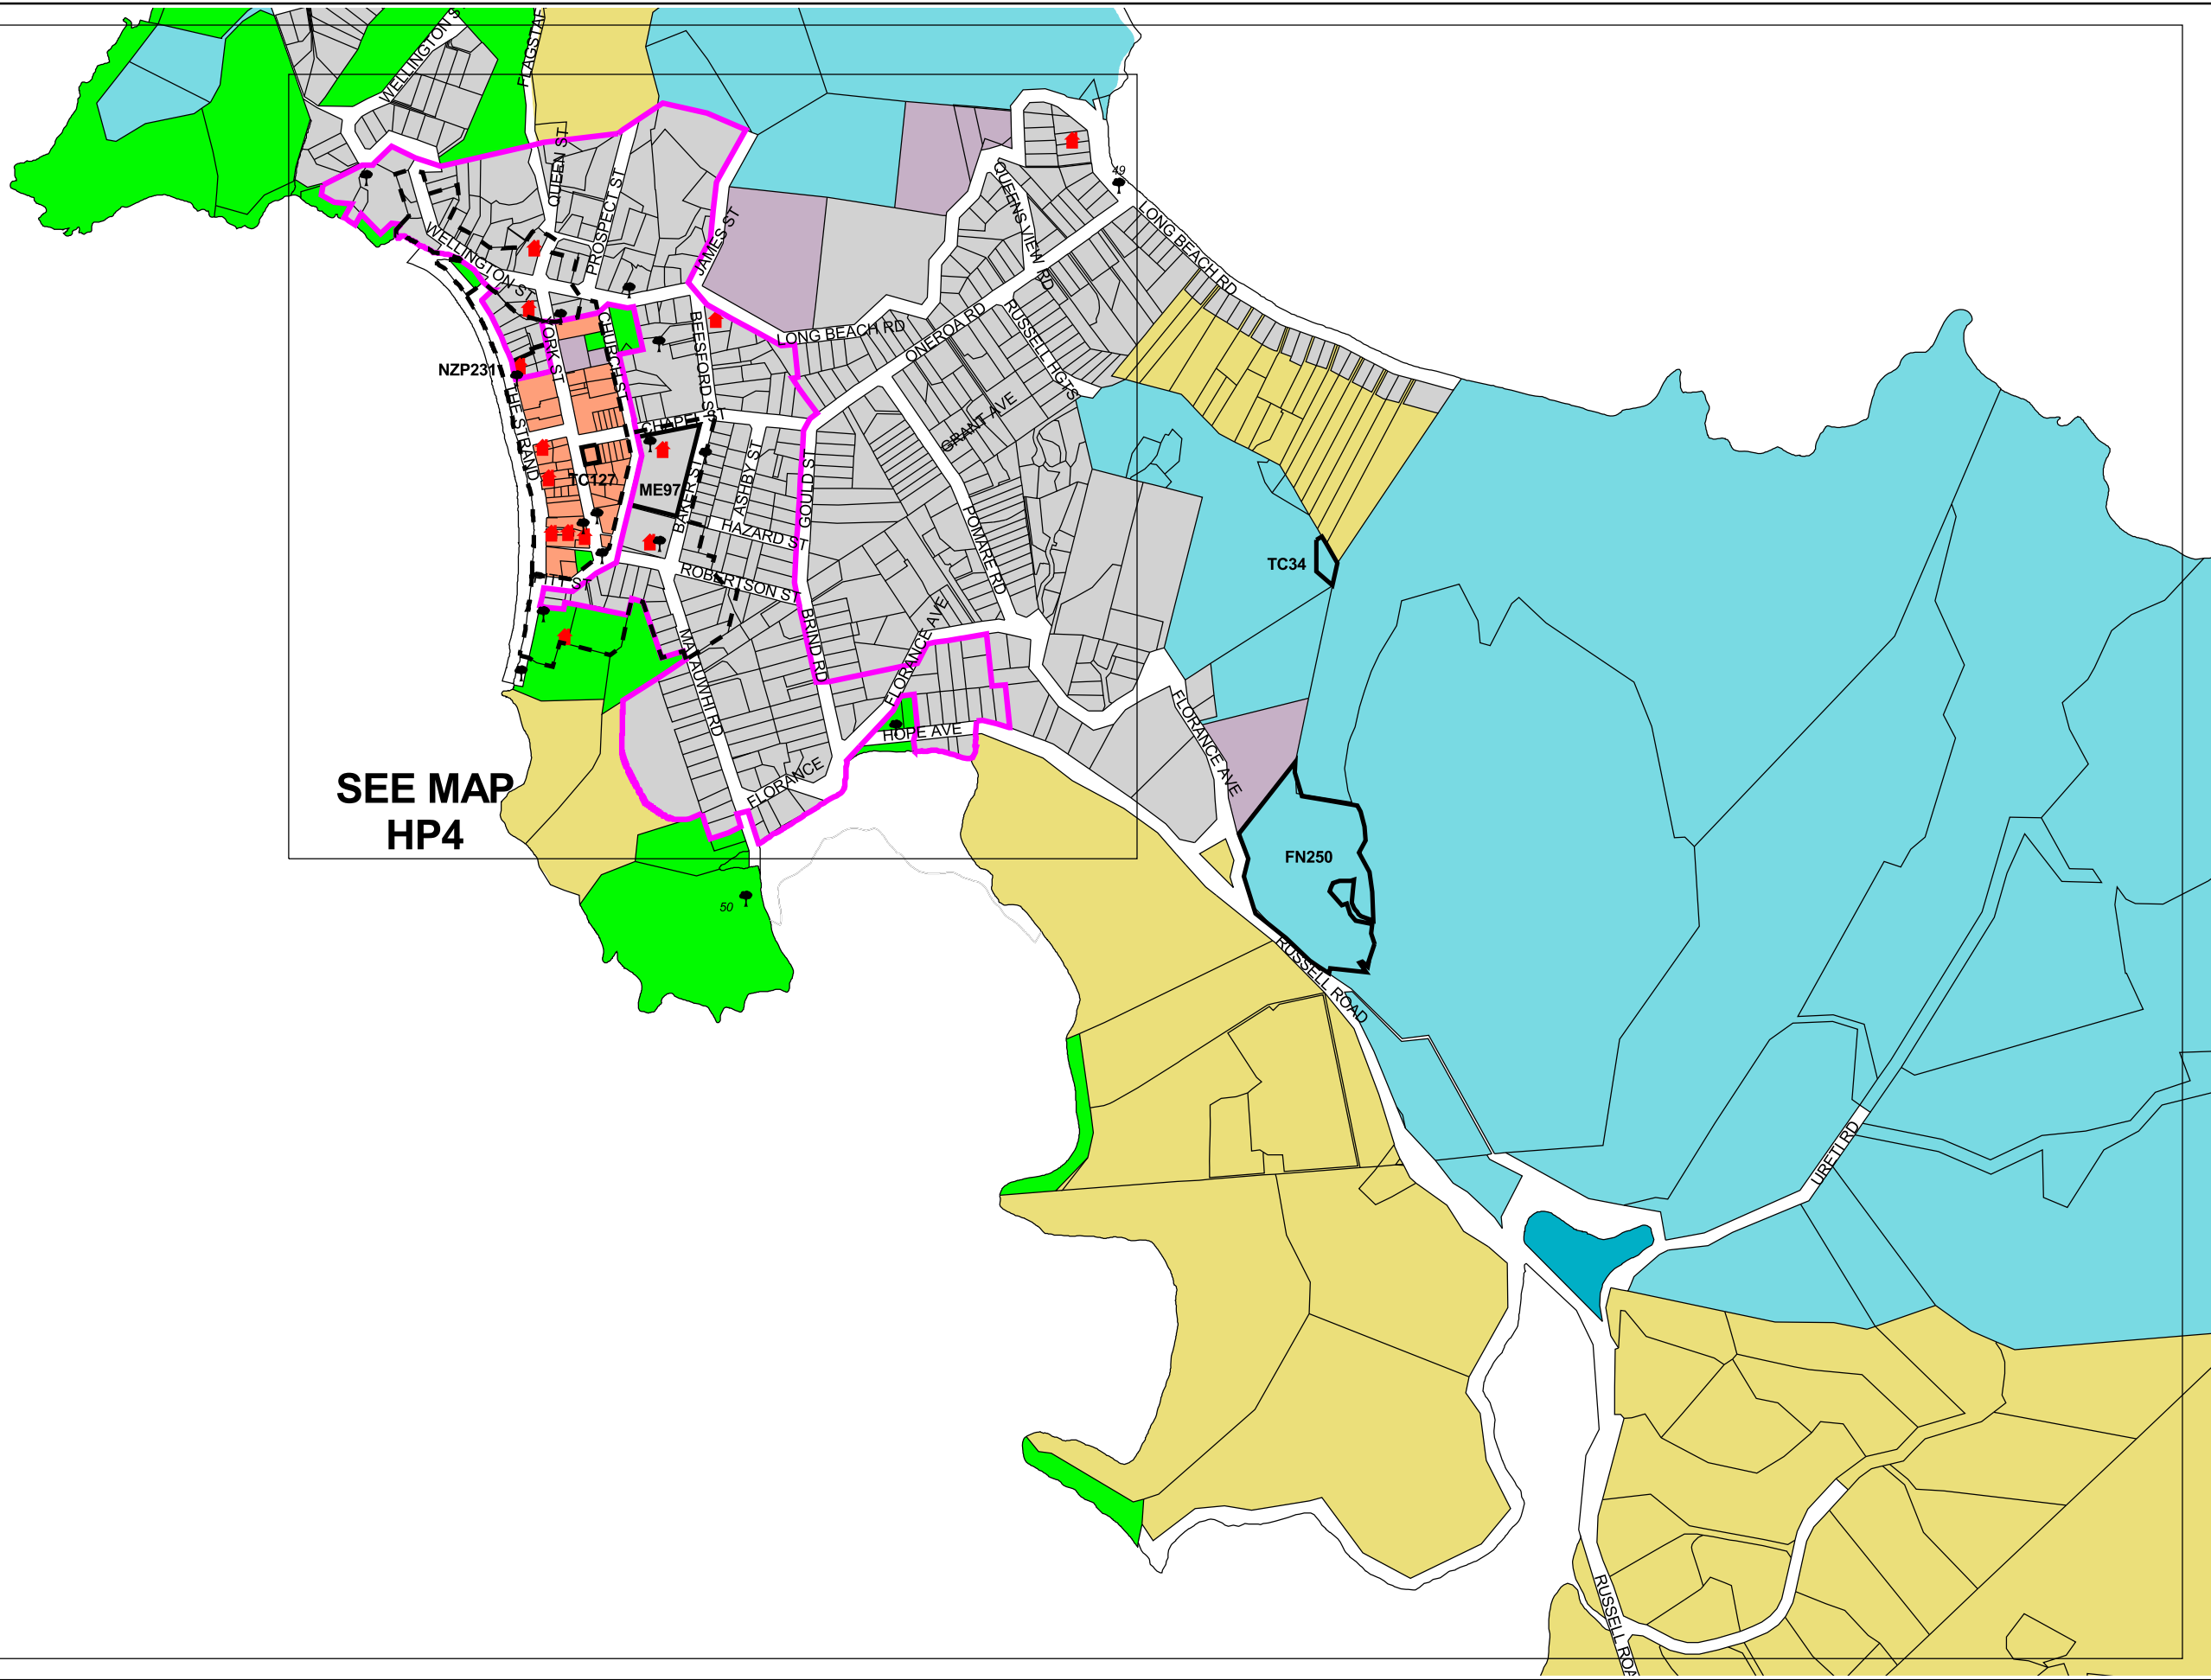 WELLINGTON S
FLAGSTAF
QUEEN ST
PROSPECT ST
JAMES ST
49
QUEENS VIEW RD
LONG BEACH RD
WELLINGTON ST
YORK ST
CHURCH ST
BERESFORD ST
LONG BEACH RD
ONEROA RD
RUSSELL HGTS
NZP231
THE STRAND
CHAPEL ST
GRANT AVE
TC127
ME97
BAKER S
ASHBY ST
GOULD ST
HAZARD ST
POMARE RD
TC34
ROBERTSON ST
MATAUWHI RD
BRIND RD
FLORANCE AVE
HOPE AVE
FLORANCE AVE
FLORANCE
SEE MAP
HP4
FN250
50
RUSSELL ROAD
URETI RD
RUSSELL ROA